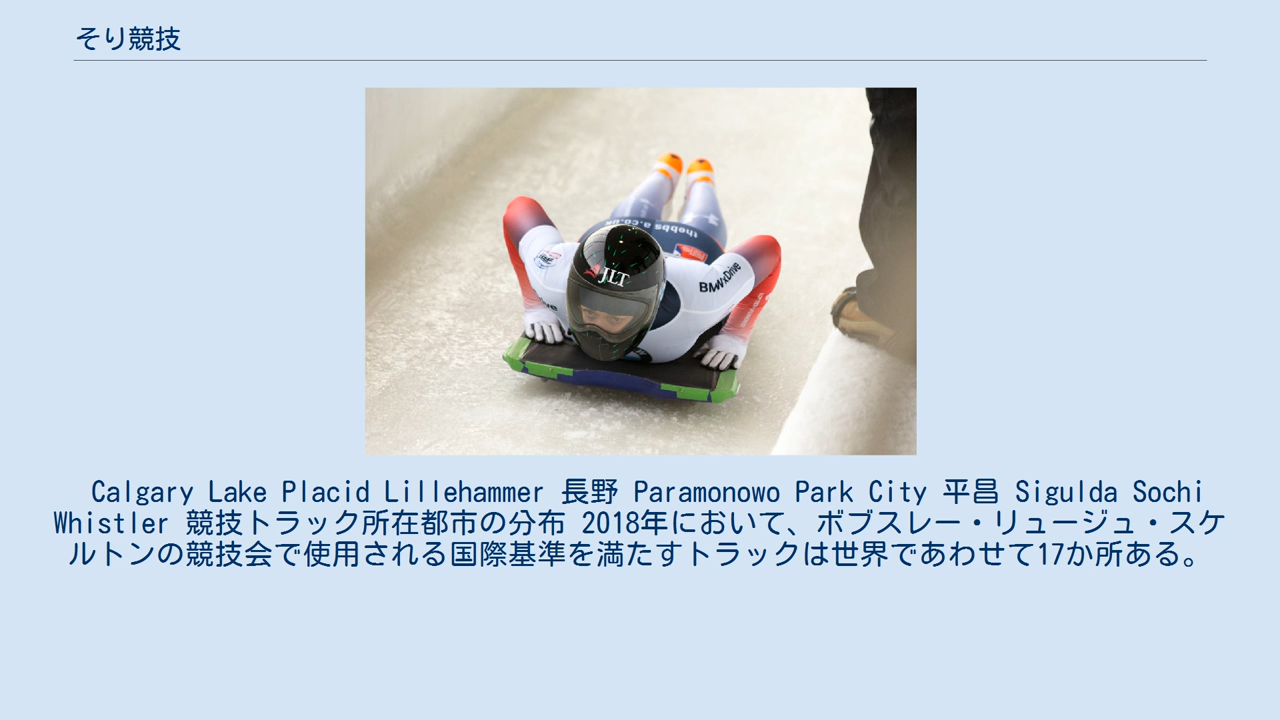 そり競技
thebbsa.co.uk
JLT
BMWxDrive
Calgary Lake Placid Lillehammer 長野 Paramonowo Park City 平昌 Sigulda Sochi
Whistler 競技トラック所在都市の分布 2018年において、ボブスレー・リュージュ・スケ
ルトンの競技会で使用される国際基準を満たすトラックは世界であわせて17か所ある。